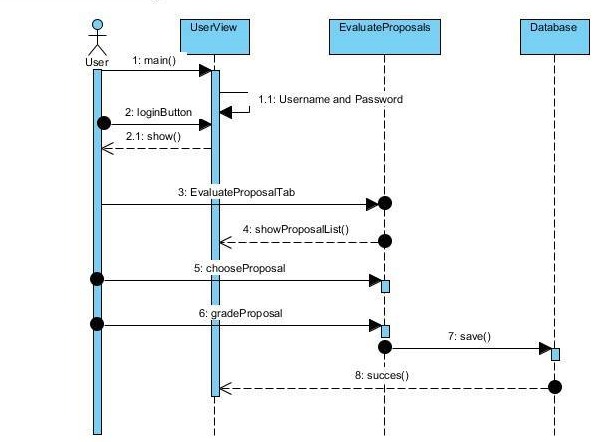 UserView
EvaluateProposals
Database
User
1: main()
1.1: Username and Password
2: loginButton
2.1: show()
3: EvaluateProposalTab
4: showProposalList()
5: chooseProposal
6: gradeProposal
7: save()
8: succes()